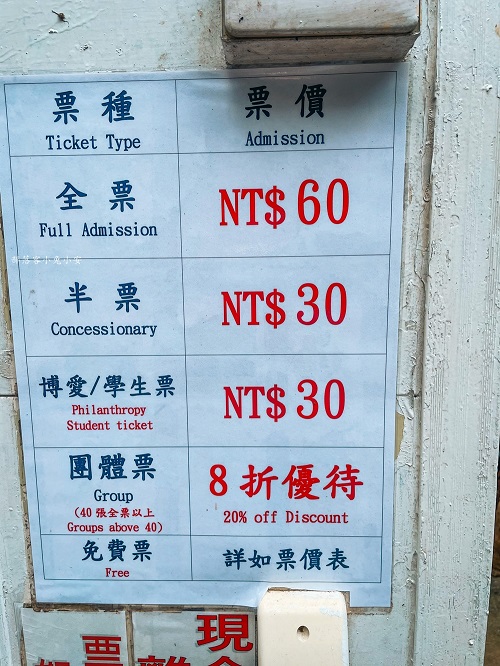 票種
Ticket Type
票價
Admission
全票
Full Admission
NT$ 60
半票
Concessionary
NT$ 30
博愛/學生票
Philanthropy
Student ticket
NT$ 30
團體票
Group
(40張全票以上
Groups above 40)
8折優待
20% off Discount
免費票
Free
詳如票價表
票
現